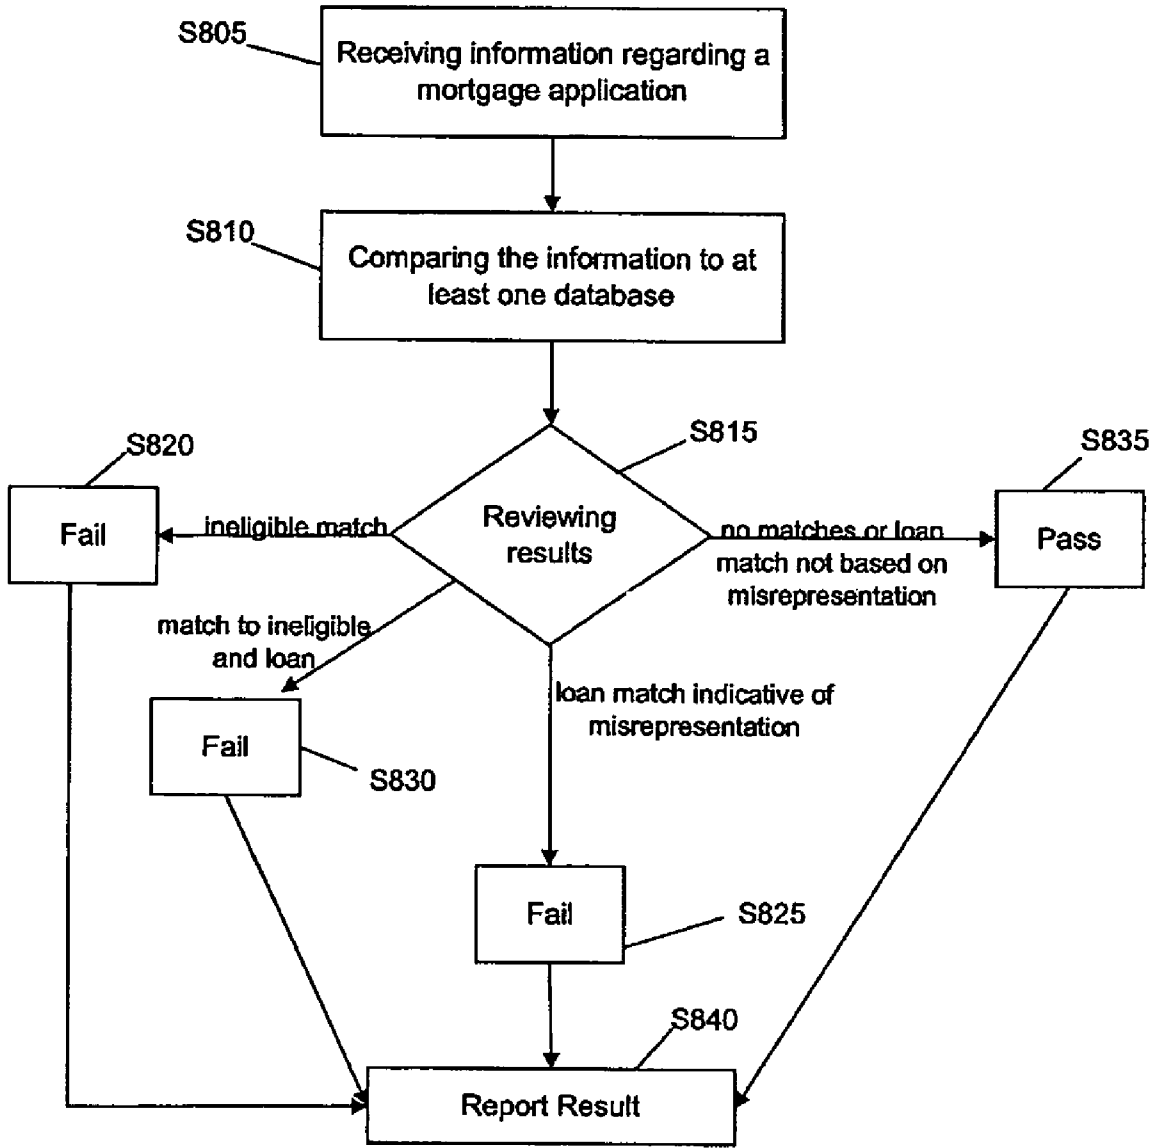 S805
Receiving information regarding a
mortgage application
S810
Comparing the information to at
least one database
S815
S820
S835
Fail
ineligible match
Reviewing
results
no matches or loan
match not based on
misrepresentation
Pass
match to ineligible
and loan
loan match indicative of
misrepresentation
Fail
S830
Fail
S825
S840
Report Result